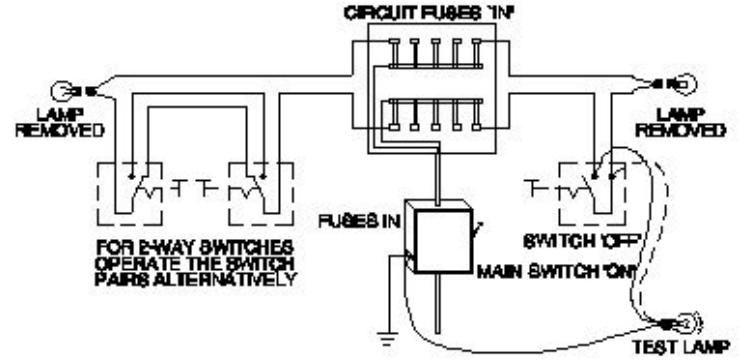 CIRCUIT FUSES "IN"
LAMP
REMOVED
LAMP
REMOVED
FUSES IN
SWITCH 'OFF'
FOR 2-WAY SWITCHES
OPERATE THE SWITCH
PAIRS ALTERNATIVELY
MAIN SWITCH "ON"
TEST LAMP